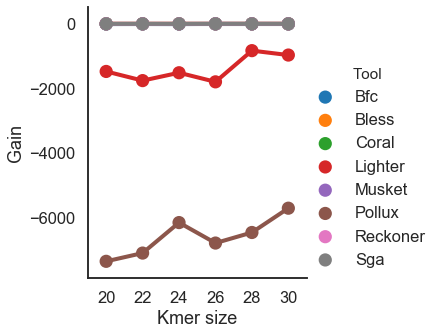 0
−2000
−4000
−6000
Gain
20 22 24 26 28 30
Kmer size
Tool
Bfc
Bless
Coral
Lighter
Musket
Pollux
Reckoner
Sga